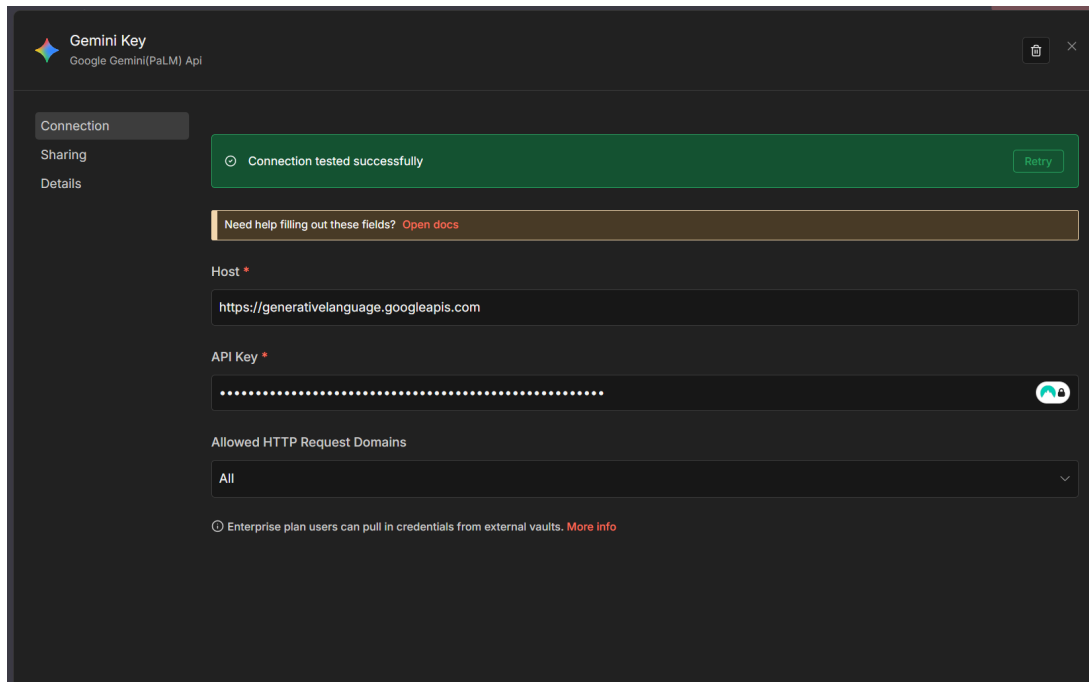 Gemini Key
Google Gemini(PaLM) Api
Connection
Sharing
Details
Connection tested successfully
Retry
Need help filling out these fields? Open docs
Host *
https://generativelanguage.googleapis.com
API Key *
Allowed HTTP Request Domains
All
Enterprise plan users can pull in credentials from external vaults. More info